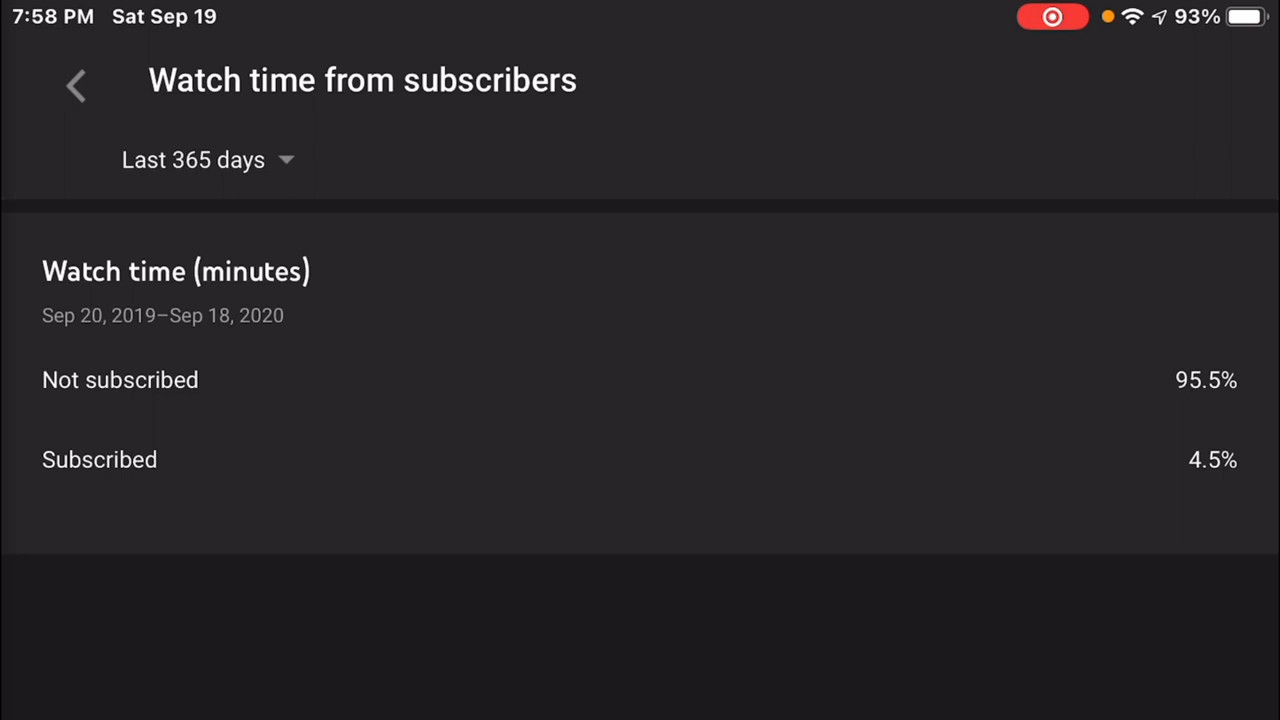 7:58 PM Sat Sep 19 93%
Watch time from subscribers
Last 365 days
Watch time (minutes)
Sep 20, 2019–Sep 18, 2020
Not subscribed 95.5%
Subscribed 4.5%